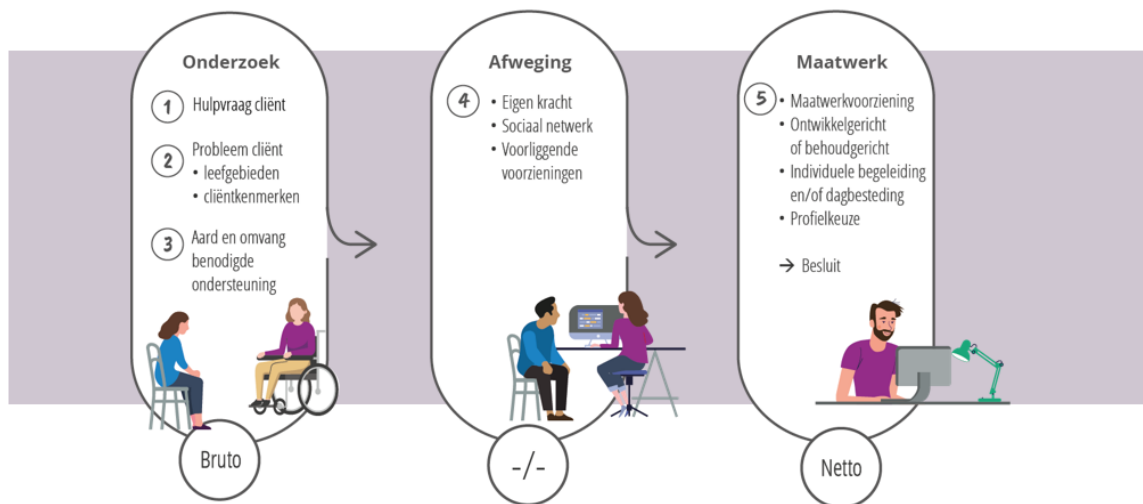 Onderzoek
1 Hulpvraag cliënt
2 Probleem cliënt
• leefgebieden
• cliëntkenmerken
3 Aard en omvang
benodigde
ondersteuning
Bruto
Afweging
4 • Eigen kracht
• Sociaal netwerk
• Voorliggende
voorzieningen
-/-
Maatwerk
5 • Maatwerkvoorziening
• Ontwikkelgericht
of behoudgericht
• Individuele begeleiding
en/of dagbesteding
• Profielkeuze
→ Besluit
Netto